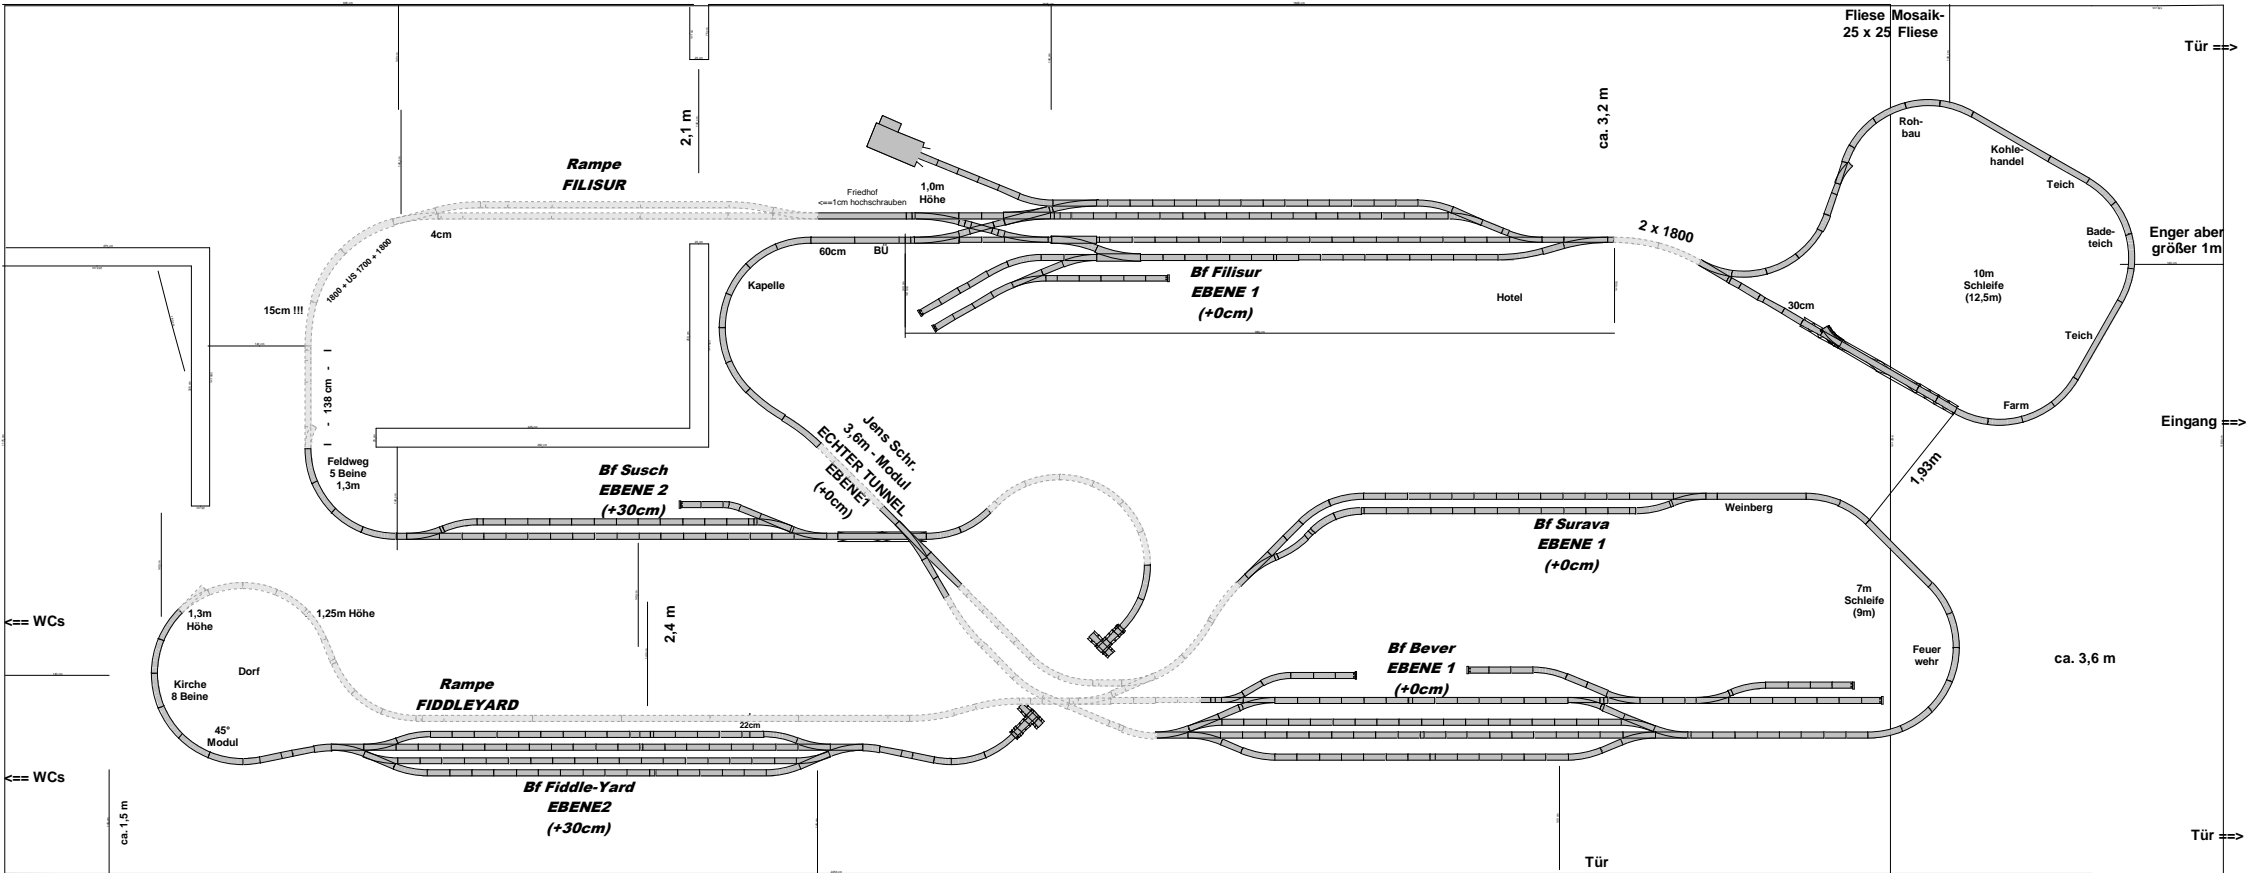 Fliese Mosaik-
25 x 25 Fliese
Tür ==>
2,1 m
ca. 3,2 m
Roh-
bau
Kohle-
handel
Teich
Rampe
FILISUR
Friedhof
<==1cm hochschrauben
1,0m
Höhe
4cm
60cm
BÜ
2 x 1800
Bade-
teich
Enger aber
größer 1m
1800 + US 1700 + 1800
15cm !!!
Kapelle
Bf Filisur
EBENE 1
(+0cm)
Hotel
10m
Schleife
(12,5m)
30cm
Teich
- 138 cm -
Farm
Eingang ==>
Jens Schr.
3,6m - Modul
ECHTER TUNNEL
EBENE1
(+0cm)
Feldweg
5 Beine
1,3m
Bf Susch
EBENE 2
(+30cm)
1,93m
Weinberg
Bf Surava
EBENE 1
(+0cm)
7m
Schleife
(9m)
<== WCs
1,3m
Höhe
1,25m Höhe
2,4 m
Bf Bever
EBENE 1
(+0cm)
Feuer
wehr
ca. 3,6 m
Dorf
Kirche
8 Beine
Rampe
FIDDLEYARD
45°
Modul
22cm
<== WCs
Bf Fiddle-Yard
EBENE2
(+30cm)
ca. 1,5 m
Tür
Tür ==>